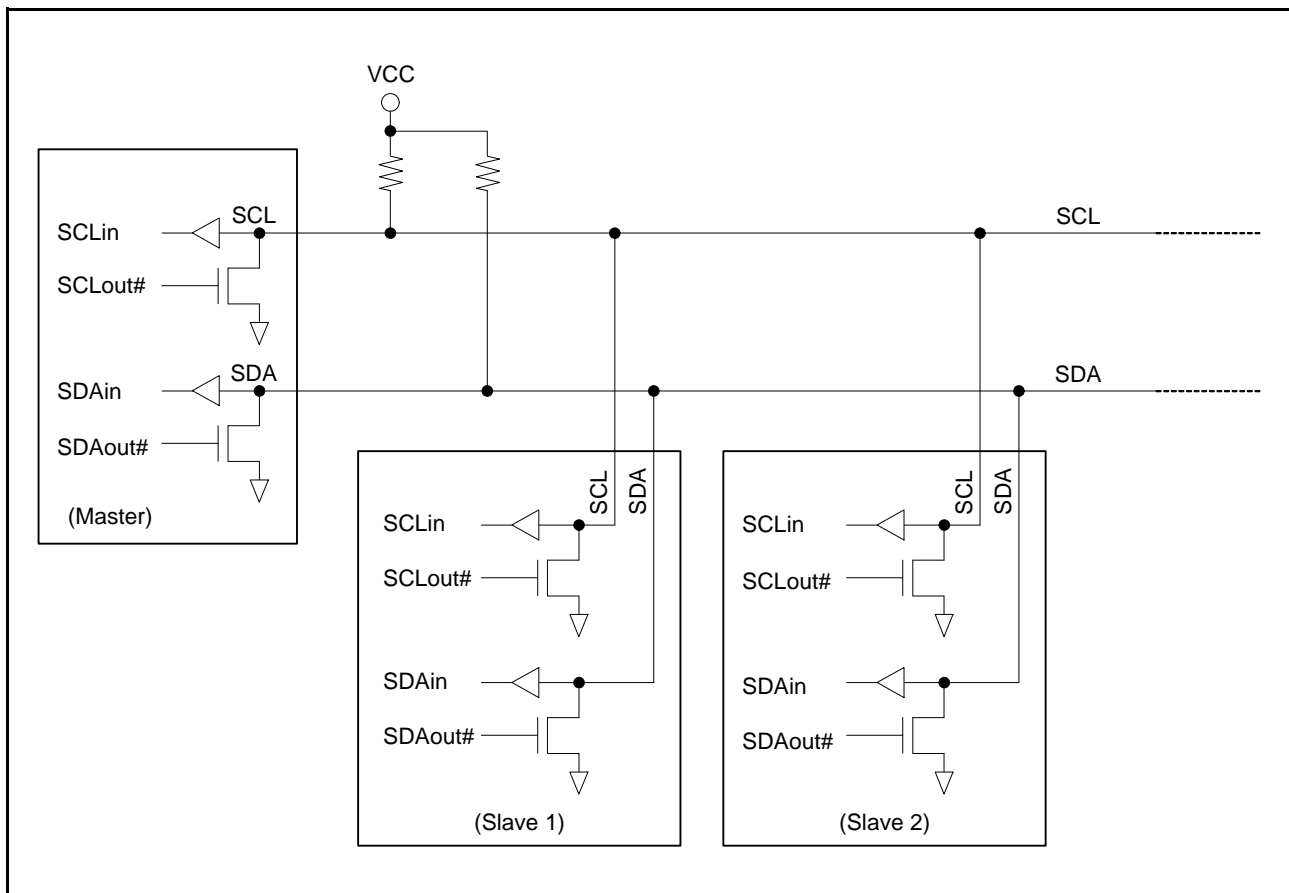 VCC
SCL
SCLin
SCLout#
SDA
SDAin
SDAout#
(Master)
SCL
SDA
SCL
SDA
SCLin
SCLout#
SDAin
SDAout#
(Slave 1)
SCL
SDA
SCLin
SCLout#
SDAin
SDAout#
(Slave 2)